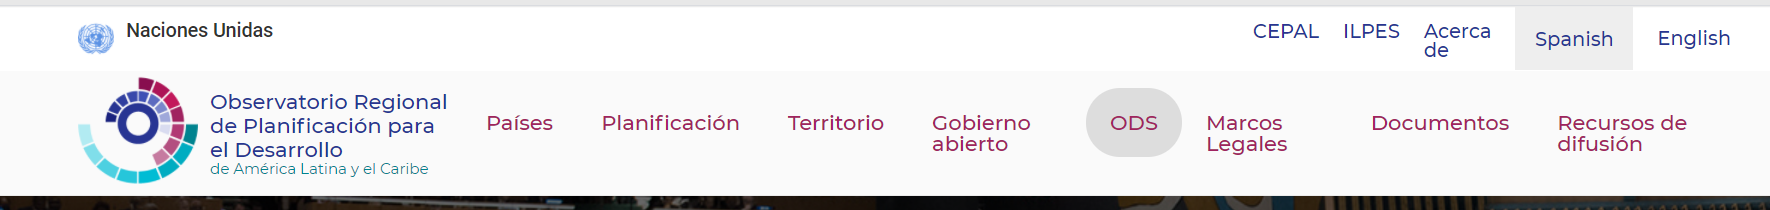 Naciones Unidas
CEPAL
ILPES
Acerca
de
Spanish
English
Observatorio Regional
de Planificación para
el Desarrollo
de América Latina y el Caribe
Países
Planificación
Territorio
Gobierno
abierto
ODS
Marcos
Legales
Documentos
Recursos de
difusión